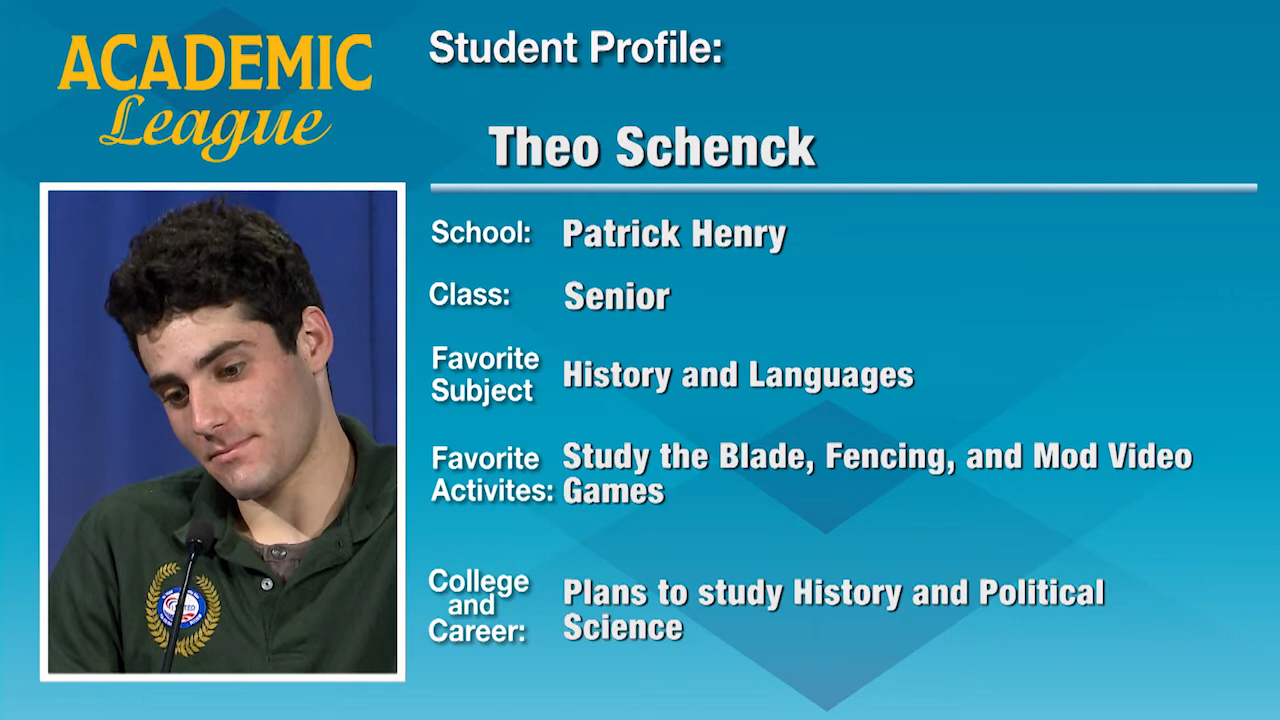 ACADEMIC
League
Student Profile:
Theo Schenck
School: Patrick Henry
Class: Senior
Favorite
Subject
History and Languages
Favorite
Activites:
Study the Blade, Fencing, and Mod Video
Games
College
and
Career:
Plans to study History and Political
Science